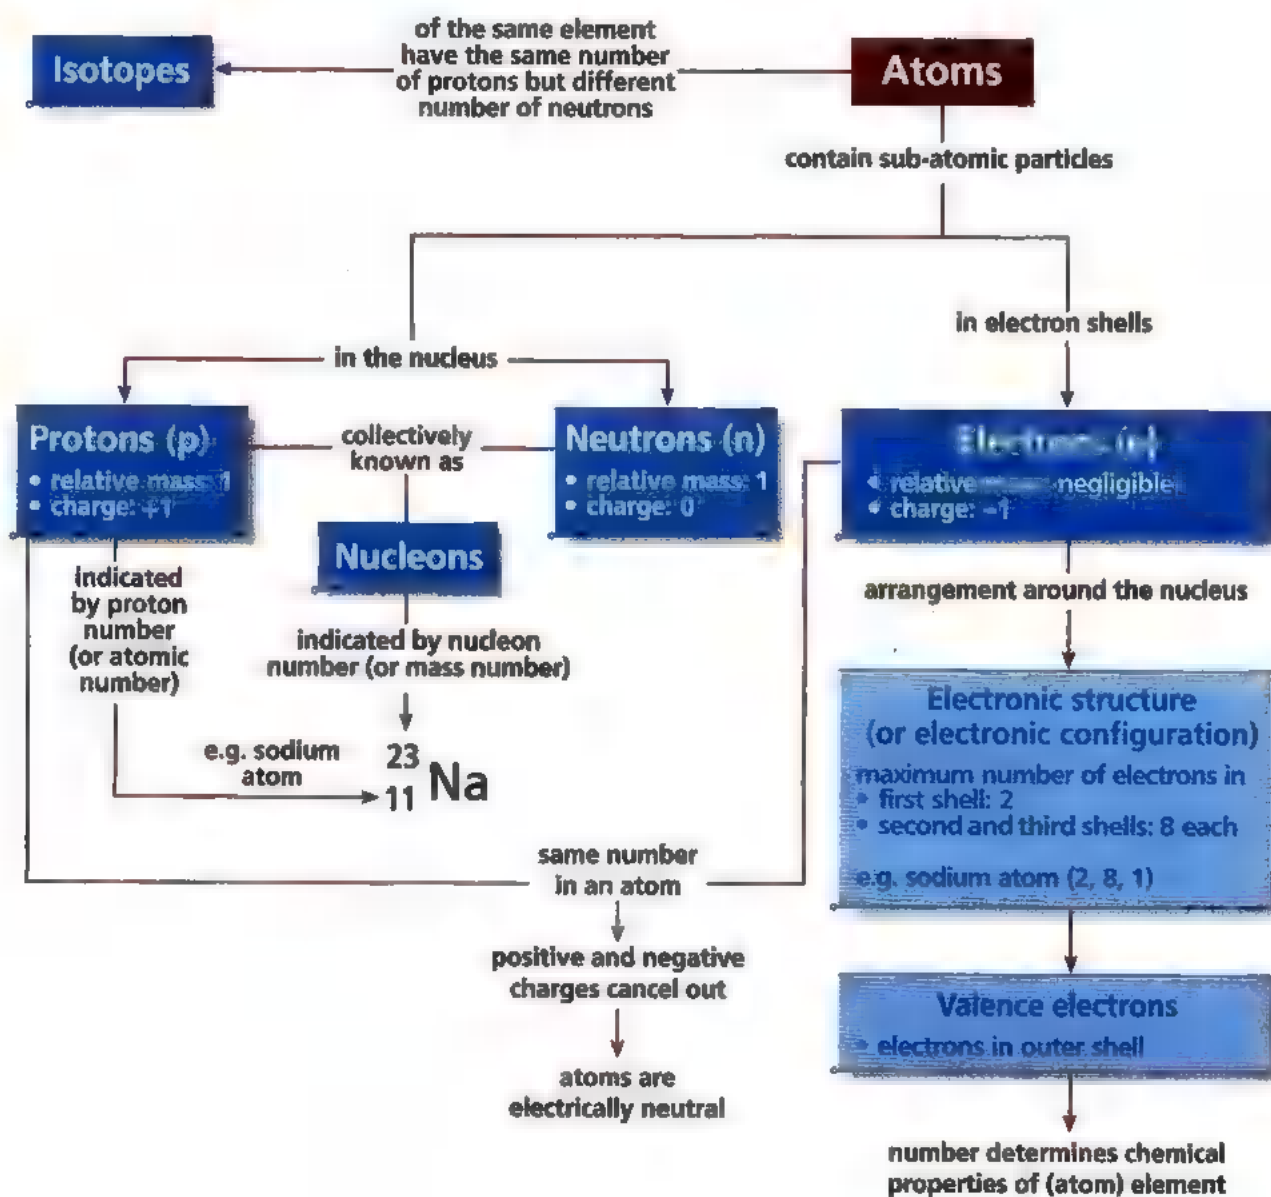 of the same element
have the same number
of protons but different
number of neutrons
Isotopes
Atoms
contain sub-atomic particles
in electron shells
in the nucleus
Protons (p)
• relative mass: 1
• charge: +1
collectively
known as
Neutrons (n)
• relative mass: 1
• charge: 0
Electrons (e)
• relative mass: negligible
• charge: –1
Nucleons
indicated
by proton
number
(or atomic
number)
indicated by nucleon
number (or mass number)
arrangement around the nucleus
e.g. sodium
atom
23
11 Na
Electronic structure
(or electronic configuration)
maximum number of electrons in
• first shell: 2
• second and third shells: 8 each
e.g. sodium atom (2, 8, 1)
same number
in an atom
positive and negative
charges cancel out
atoms are
electrically neutral
Valence electrons
• electrons in outer shell
number determines chemical
properties of (atom) element